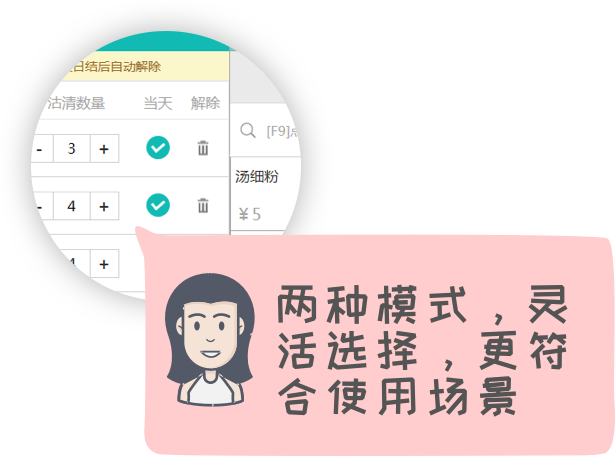 日结后自动解除
沽清数量 当天 解除
[F9]
- 3 +
汤细粉
- 4 +
¥5
+
两种模式，灵
活选择，更符
合使用场景